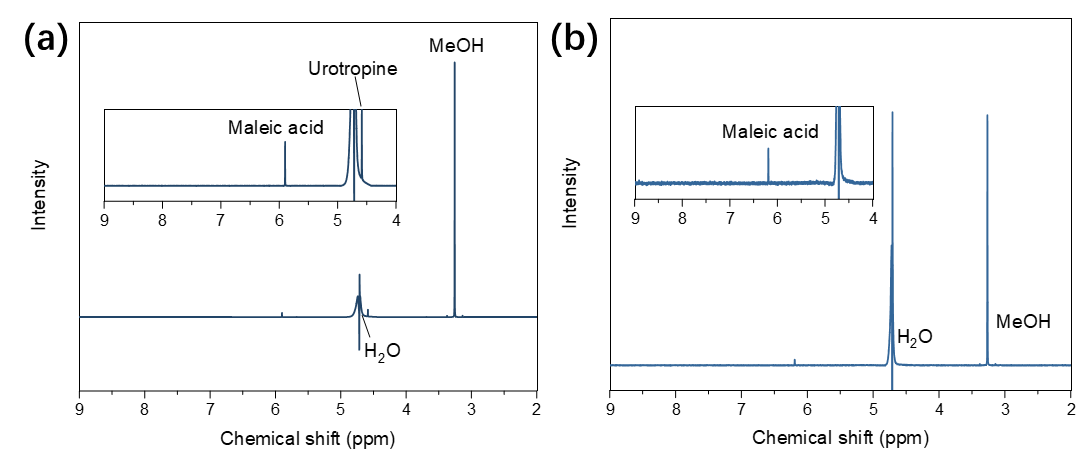 (a)
MeOH
Urotropine
Maleic acid
9 8 7 6 5 4
H₂O
Intensity
9 8 7 6 5 4 3 2
Chemical shift (ppm)
(b)
Maleic acid
9 8 7 6 5 4
MeOH
H₂O
Intensity
9 8 7 6 5 4 3 2
Chemical shift (ppm)